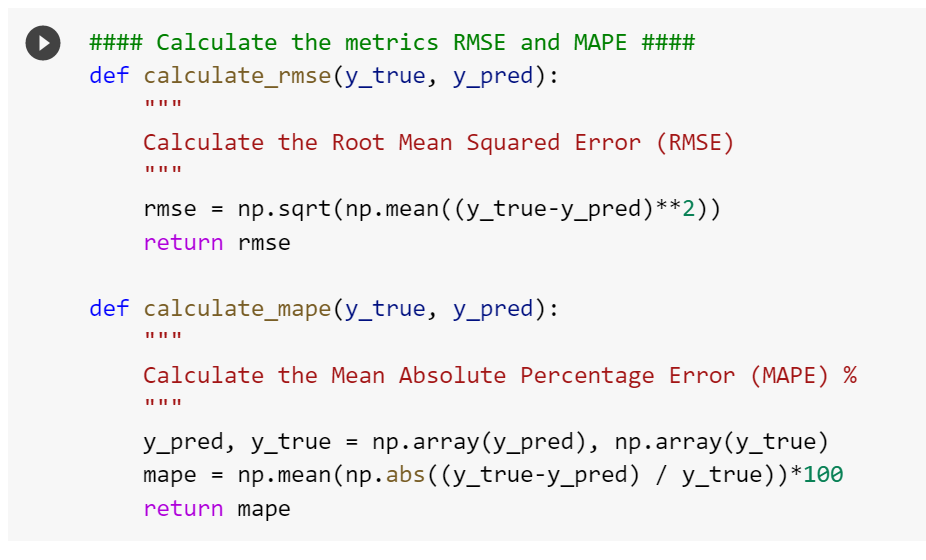 #### Calculate the metrics RMSE and MAPE ####
def calculate_rmse(y_true, y_pred):
    """
    Calculate the Root Mean Squared Error (RMSE)
    """
    rmse = np.sqrt(np.mean((y_true-y_pred)**2))
    return rmse

def calculate_mape(y_true, y_pred):
    """
    Calculate the Mean Absolute Percentage Error (MAPE) %
    """
    y_pred, y_true = np.array(y_pred), np.array(y_true)
    mape = np.mean(np.abs((y_true-y_pred) / y_true))*100
    return mape